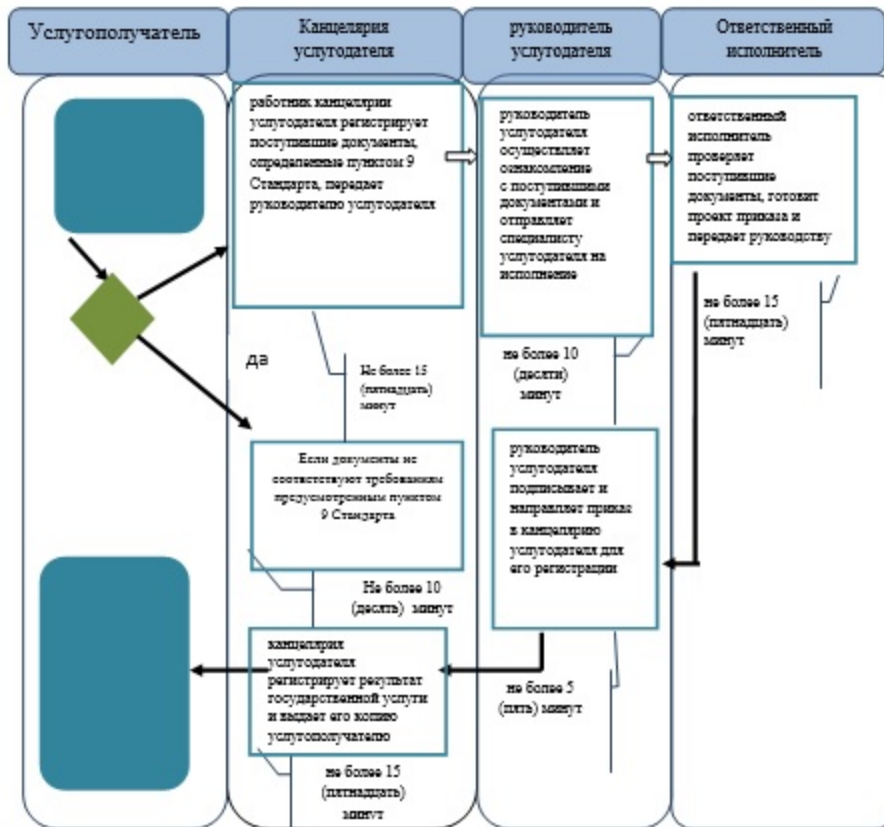 Услугополучатель
Канцелярия
услугодателя
руководитель
услугодателя
Ответственный
исполнитель
работник канцелярии
услугодателя регистрирует
поступившие документы,
определенные пунктом 9
Стандарта, передает
руководителю услугодателя
руководитель
услугодателя
осуществляет
ознакомление
с поступившими
документами и
отправляет
специалисту
услугодателя на
исполнение
ответственный
исполнитель
проверяет
поступившие
документы, готовит
проект приказа и
передает руководству
да
Не более 15
(пятнадцать)
минут
не более 10
(десяти)
минут
не более 15
(пятнадцать)
минут
Если документы не
соответствуют требованиям
предусмотренным пунктом
9 Стандарта
руководитель
услугодателя
подписывает и
направляет приказ
в канцелярию
услугодателя для
его регистрации
Не более 10
(десять) минут
канцелярия
услугодателя
регистрирует результат
государственной услуги
и выдает его копию
услугополучателю
не более 5
(пять) минут
не более 15
(пятнадцать)
минут